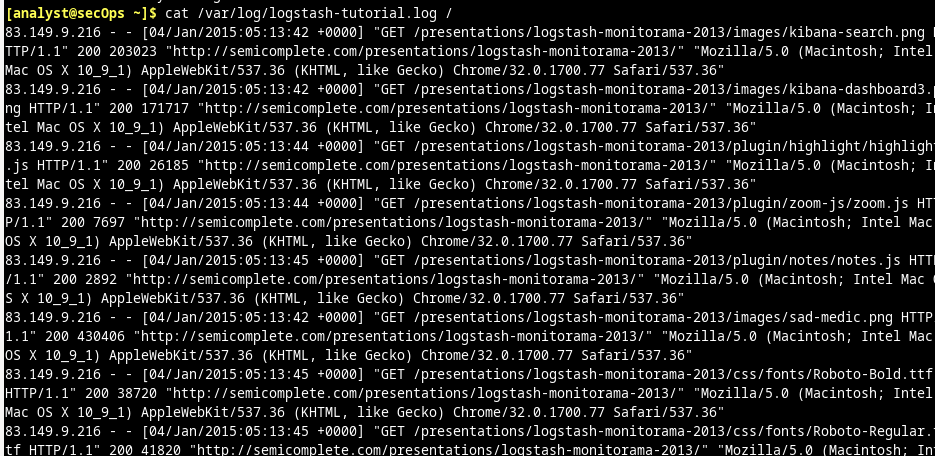 [analyst@secOps ~]$ cat /var/log/logstash-tutorial.log /
83.149.9.216 - - [04/Jan/2015:05:13:42 +0000] "GET /presentations/logstash-monitorama-2013/images/kibana-search.png
TTP/1.1" 200 203023 "http://semicomplete.com/presentations/logstash-monitorama-2013/" "Mozilla/5.0 (Macintosh; Intel
Mac OS X 10_9_1) AppleWebKit/537.36 (KHTML, like Gecko) Chrome/32.0.1700.77 Safari/537.36"
83.149.9.216 - - [04/Jan/2015:05:13:42 +0000] "GET /presentations/logstash-monitorama-2013/images/kibana-dashboard3.p
ng HTTP/1.1" 200 171717 "http://semicomplete.com/presentations/logstash-monitorama-2013/" "Mozilla/5.0 (Macintosh; In
tel Mac OS X 10_9_1) AppleWebKit/537.36 (KHTML, like Gecko) Chrome/32.0.1700.77 Safari/537.36"
83.149.9.216 - - [04/Jan/2015:05:13:44 +0000] "GET /presentations/logstash-monitorama-2013/plugin/highlight/highlight
.js HTTP/1.1" 200 26185 "http://semicomplete.com/presentations/logstash-monitorama-2013/" "Mozilla/5.0 (Macintosh; In
tel Mac OS X 10_9_1) AppleWebKit/537.36 (KHTML, like Gecko) Chrome/32.0.1700.77 Safari/537.36"
83.149.9.216 - - [04/Jan/2015:05:13:44 +0000] "GET /presentations/logstash-monitorama-2013/plugin/zoom-js/zoom.js HTT
P/1.1" 200 7697 "http://semicomplete.com/presentations/logstash-monitorama-2013/" "Mozilla/5.0 (Macintosh; Intel Mac
OS X 10_9_1) AppleWebKit/537.36 (KHTML, like Gecko) Chrome/32.0.1700.77 Safari/537.36"
83.149.9.216 - - [04/Jan/2015:05:13:45 +0000] "GET /presentations/logstash-monitorama-2013/plugin/notes/notes.js HTTP
/1.1" 200 2892 "http://semicomplete.com/presentations/logstash-monitorama-2013/" "Mozilla/5.0 (Macintosh; Intel Mac O
S X 10_9_1) AppleWebKit/537.36 (KHTML, like Gecko) Chrome/32.0.1700.77 Safari/537.36"
83.149.9.216 - - [04/Jan/2015:05:13:42 +0000] "GET /presentations/logstash-monitorama-2013/images/sad-medic.png HTTP/
1.1" 200 430406 "http://semicomplete.com/presentations/logstash-monitorama-2013/" "Mozilla/5.0 (Macintosh; Intel Mac
OS X 10_9_1) AppleWebKit/537.36 (KHTML, like Gecko) Chrome/32.0.1700.77 Safari/537.36"
83.149.9.216 - - [04/Jan/2015:05:13:45 +0000] "GET /presentations/logstash-monitorama-2013/css/fonts/Roboto-Bold.ttf
HTTP/1.1" 200 38720 "http://semicomplete.com/presentations/logstash-monitorama-2013/" "Mozilla/5.0 (Macintosh; Intel
Mac OS X 10_9_1) AppleWebKit/537.36 (KHTML, like Gecko) Chrome/32.0.1700.77 Safari/537.36"
83.149.9.216 - - [04/Jan/2015:05:13:45 +0000] "GET /presentations/logstash-monitorama-2013/css/fonts/Roboto-Regular.
tf HTTP/1.1" 200 41820 "http://semicomplete.com/presentations/logstash-monitorama-2013/" "Mozilla/5.0 (Macintosh;